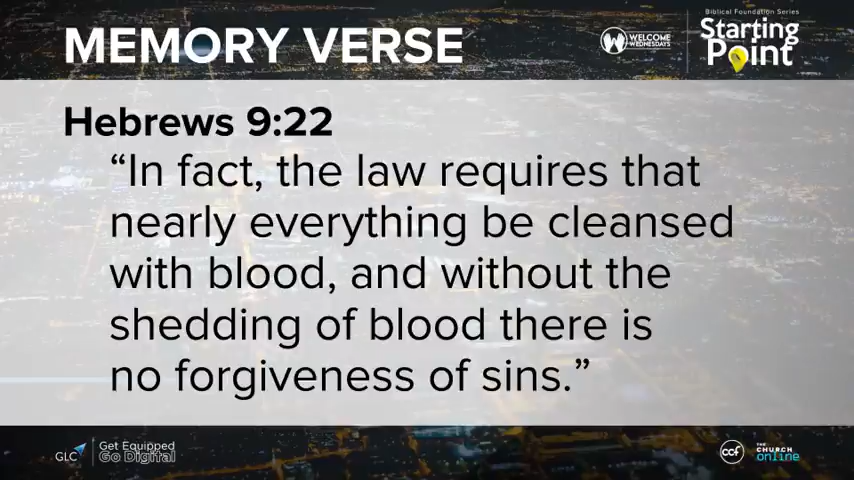 MEMORY VERSE
WELCOME
WEDNESDAYS
Biblical Foundation Series
Starting
Point
Hebrews 9:22
“In fact, the law requires that
nearly everything be cleansed
with blood, and without the
shedding of blood there is
no forgiveness of sins.”
GLC
Get Equipped
Go Digital
ccf
THE
CHURCH
online